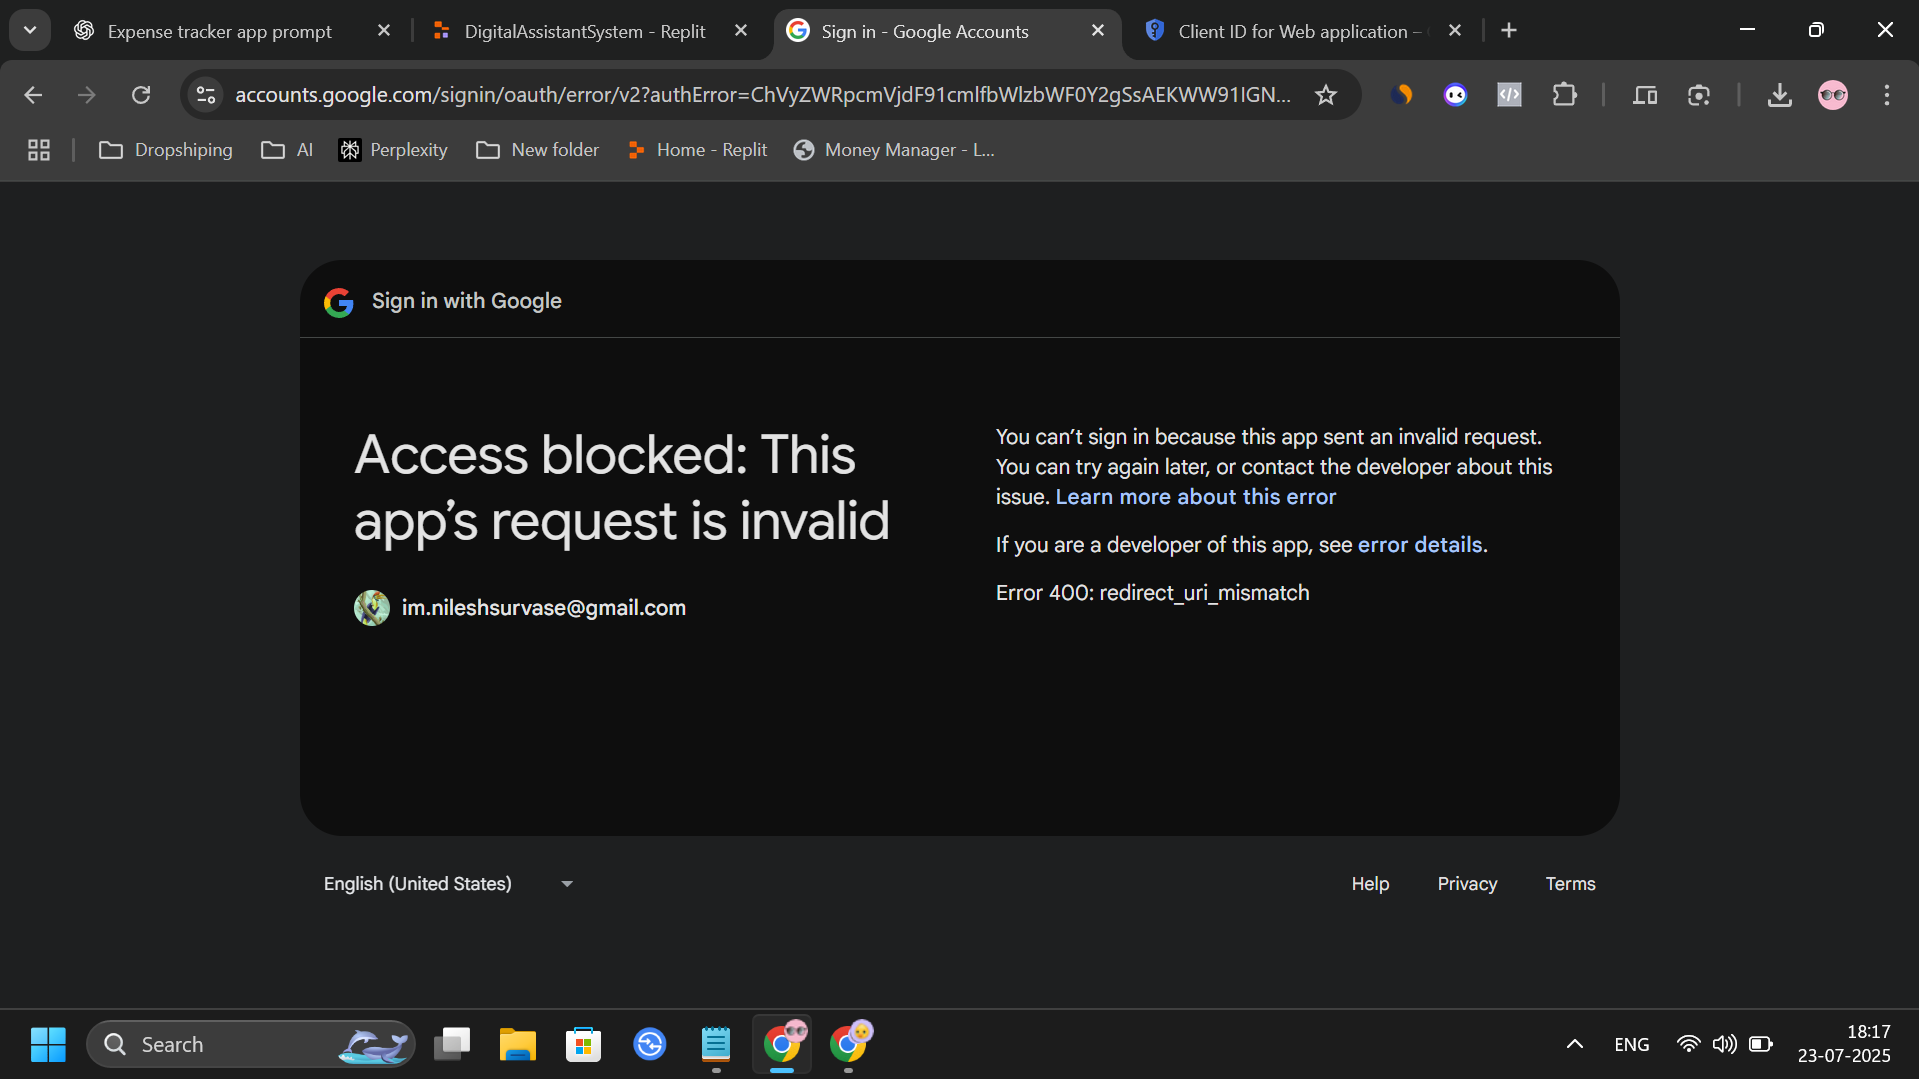 Expense tracker app prompt
DigitalAssistantSystem - Replit
Sign in - Google Accounts
Client ID for Web application –
accounts.google.com/signin/oauth/error/v2?authError=ChVyZWRpcmVjdF91cmlfbWlzbWF0Y2gSsAEKWW91IGN...
Dropshiping
AI
Perplexity
New folder
Home - Replit
Money Manager - L...
Sign in with Google
Access blocked: This
app’s request is invalid
im.nileshsurvase@gmail.com
You can’t sign in because this app sent an invalid request.
You can try again later, or contact the developer about this
issue. Learn more about this error
If you are a developer of this app, see error details.
Error 400: redirect_uri_mismatch
English (United States)
Help
Privacy
Terms
Search
ENG
18:17
23-07-2025